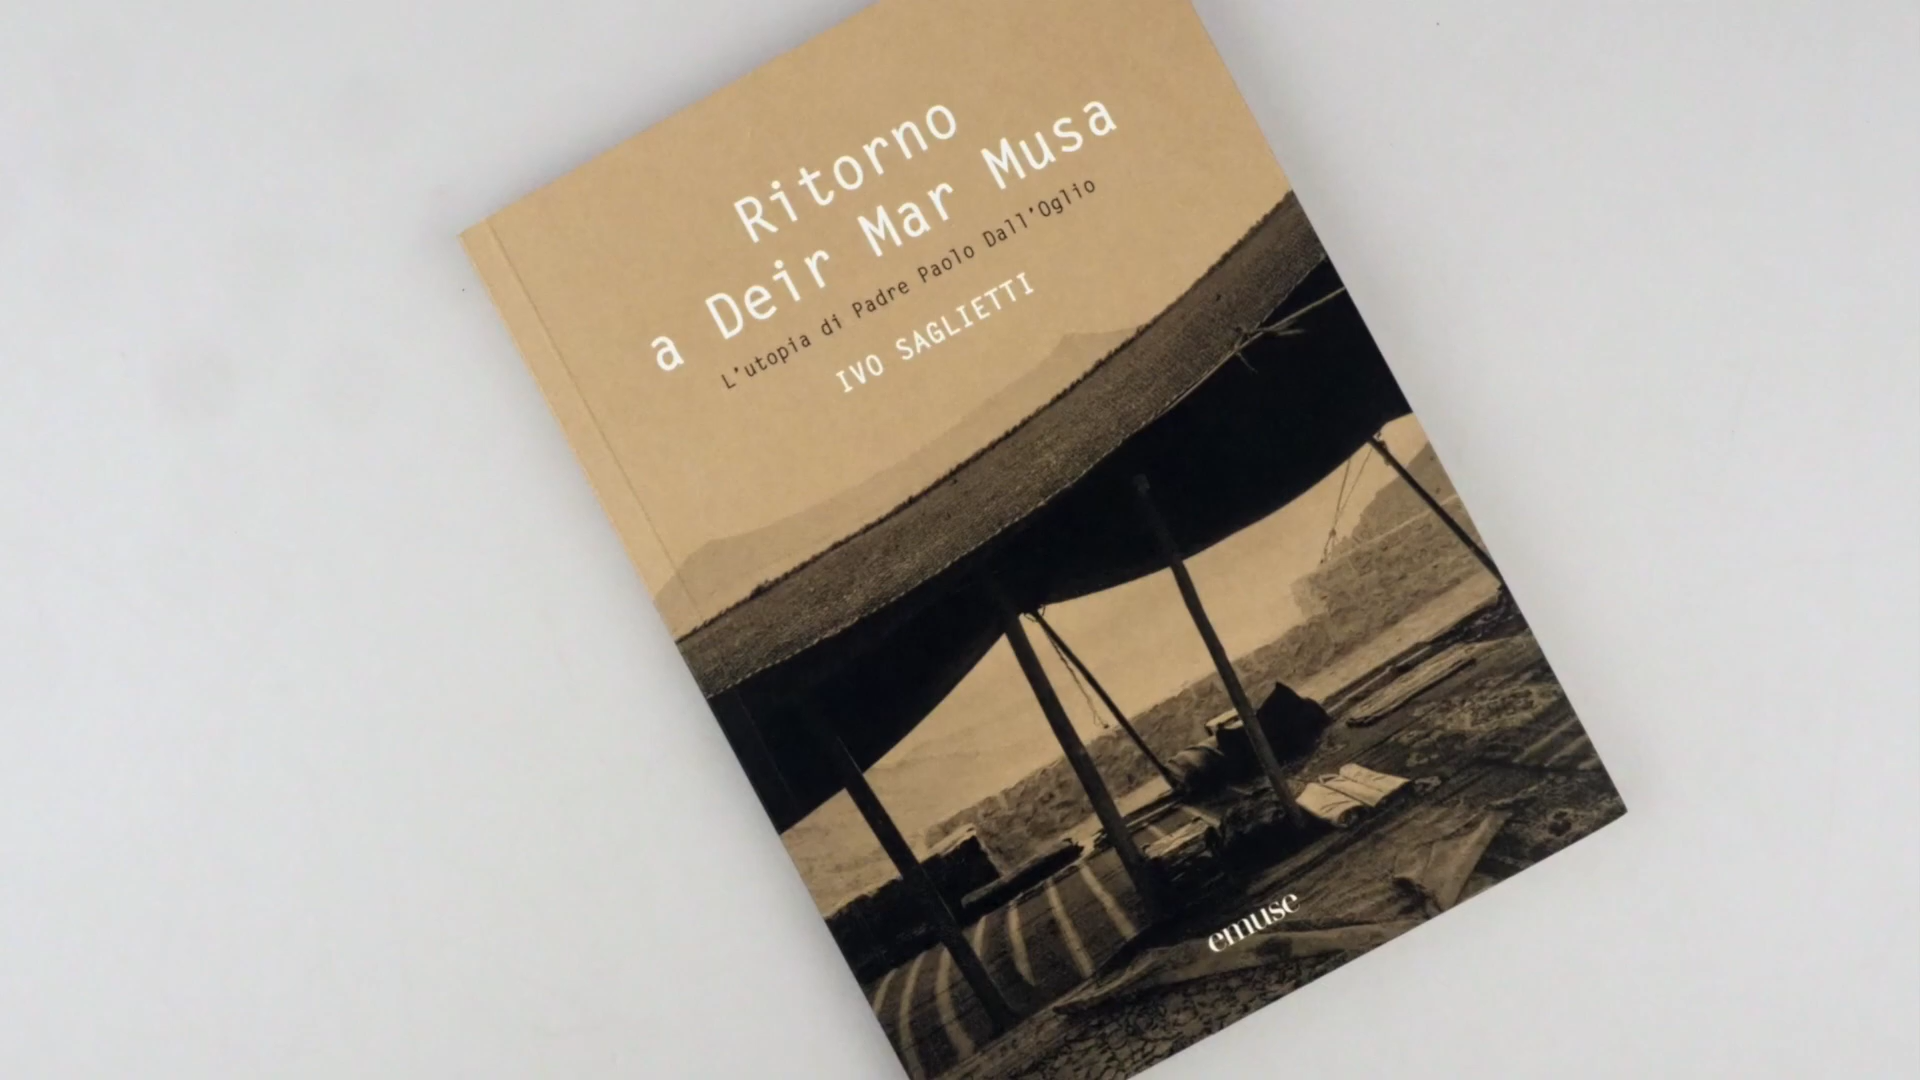 Ritorno
a Deir Mar Musa
L'utopia di Padre Paolo Dall'Oglio
IVO SAGLIETTI
emuse